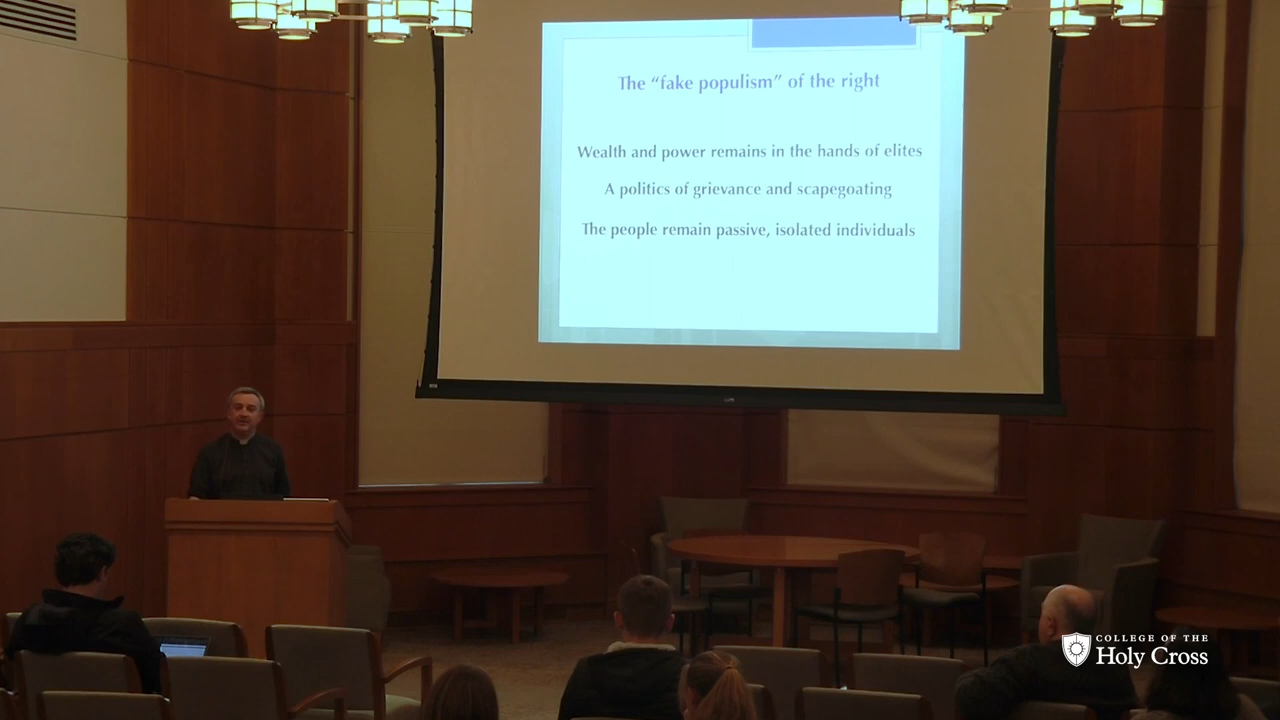 The “fake populism” of the right
Wealth and power remains in the hands of elites
A politics of grievance and scapegoating
The people remain passive, isolated individuals
COLLEGE OF THE
Holy Cross